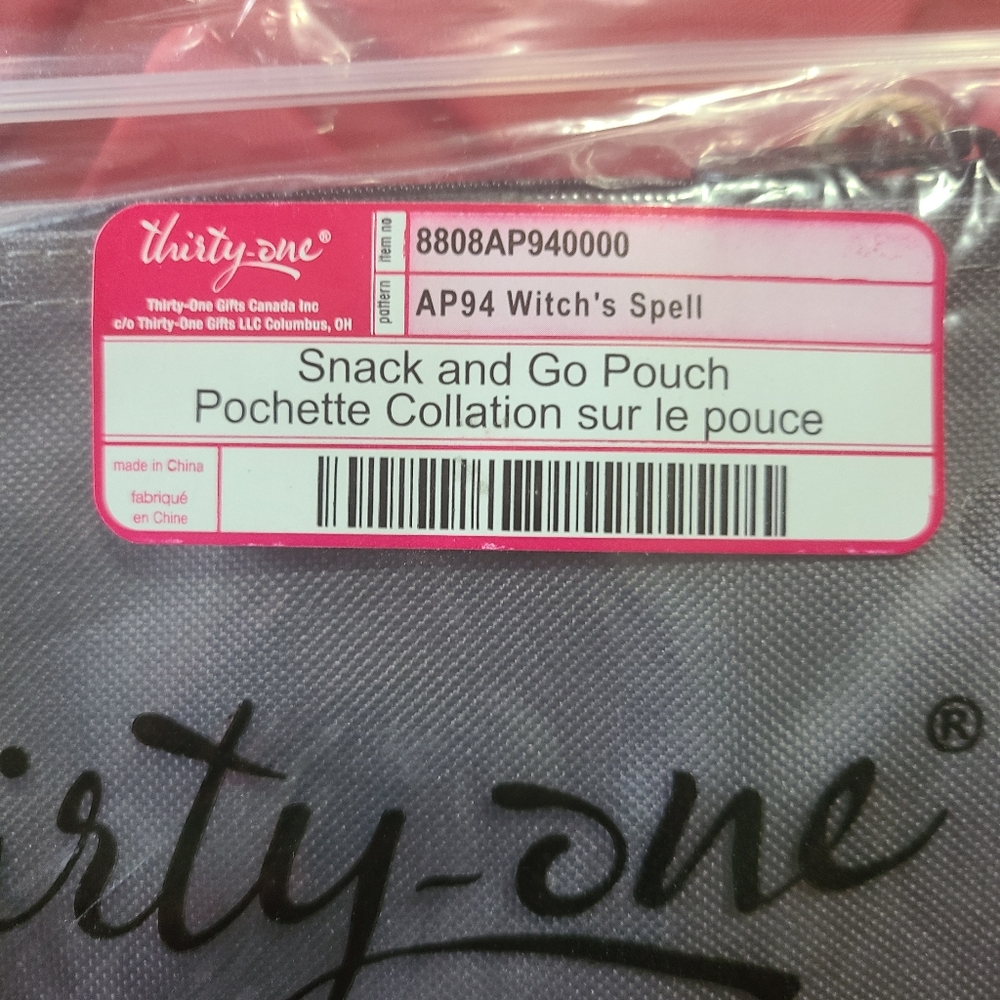 thirty-one®
Thirty-One Gifts Canada Inc
c/o Thirty-One Gifts LLC Columbus, OH
item no
8808AP940000
pattern
AP94 Witch's Spell
Snack and Go Pouch
Pochette Collation sur le pouce
made in China
fabriqué
en Chine
irty-one®